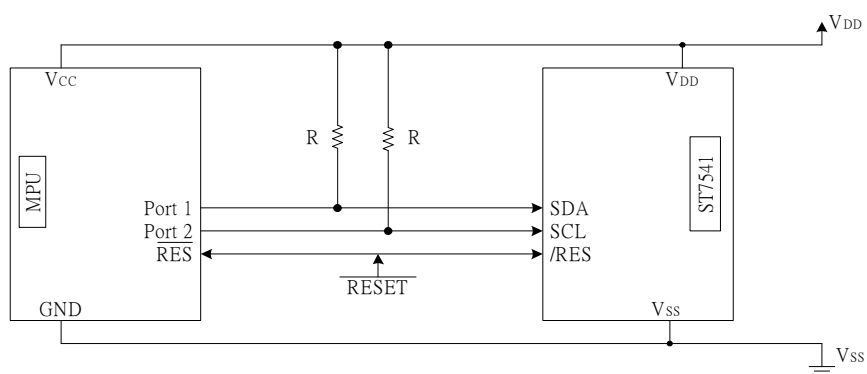 VDD
VCC
VDD
R
R
MPU
ST7541
Port 1
SDA
Port 2
SCL
RES
/RES
RESET
GND
VSS
VSS